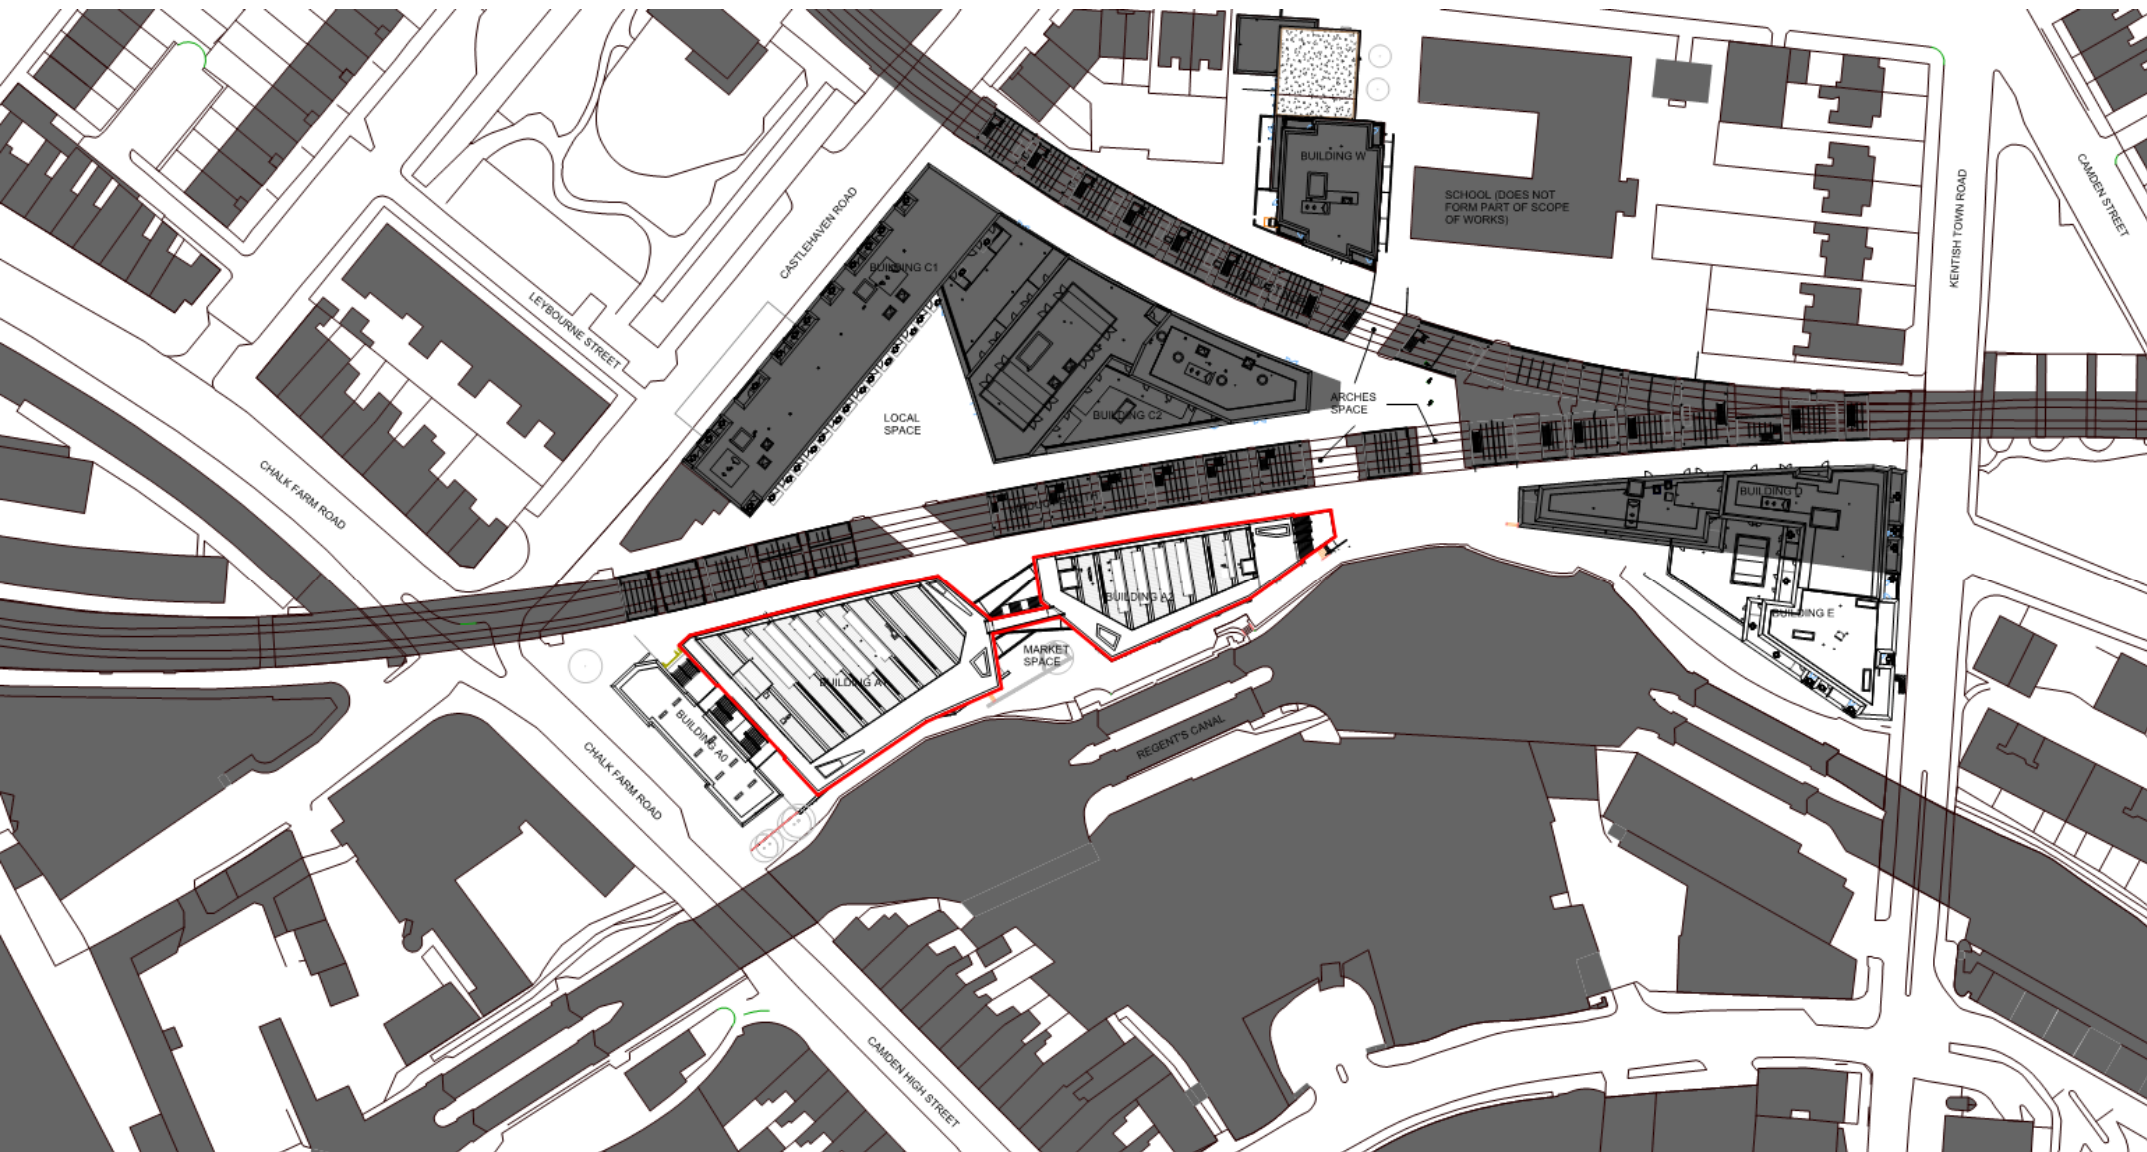 BUILDING W
SCHOOL (DOES NOT
FORM PART OF SCOPE
OF WORKS)
CAMDEN STREET
KENTISH TOWN ROAD
CASTLEHAVEN ROAD
BUILDING C1
LEYBOURNE STREET
LOCAL
SPACE
BUILDING C2
ARCHES
SPACE
CHALK FARM ROAD
BUILDING D
BUILDING A2
BUILDING E
MARKET
SPACE
BUILDING A1
BUILDING A0
REGENT'S CANAL
CHALK FARM ROAD
CAMDEN HIGH STREET